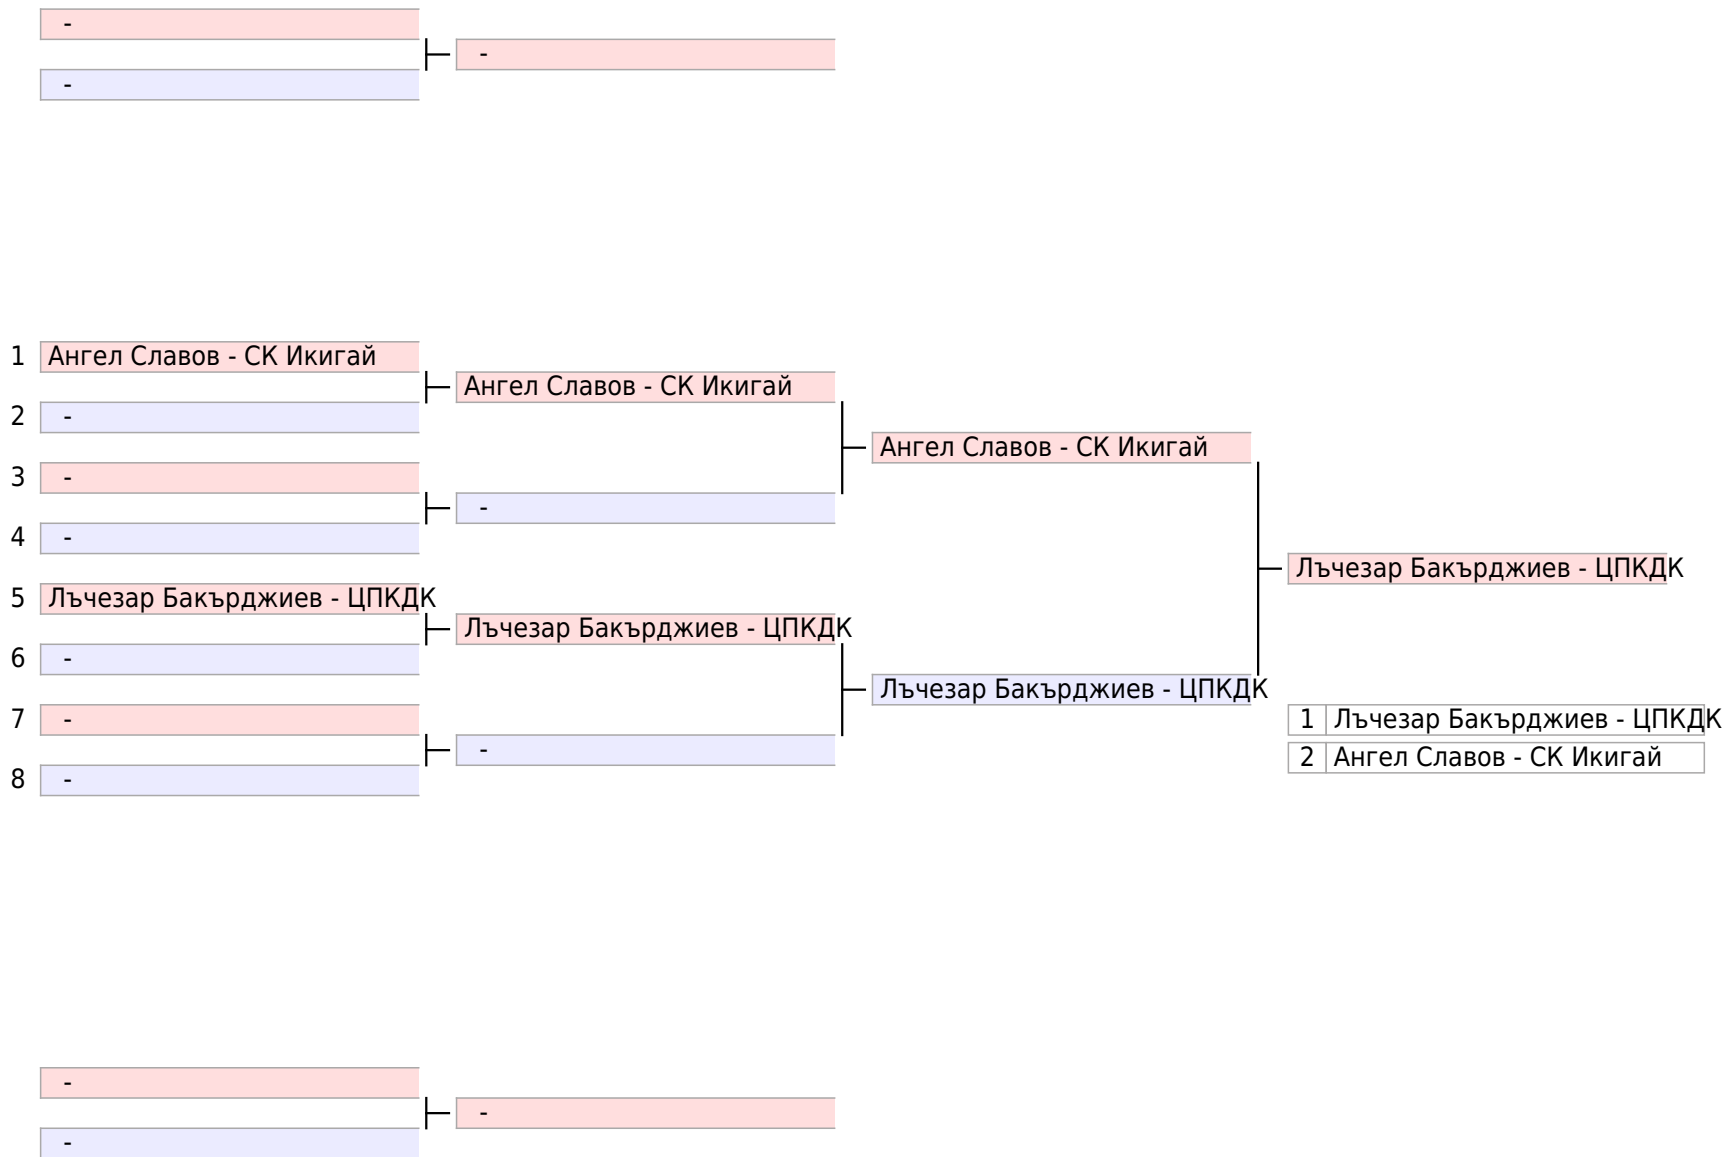 -
-
-
1 Ангел Славов - СК Икигай
Ангел Славов - СК Икигай
2 -
Ангел Славов - СК Икигай
3 -
-
4 -
Лъчезар Бакърджиев - ЦПКДК
5 Лъчезар Бакърджиев - ЦПКДК
Лъчезар Бакърджиев - ЦПКДК
6 -
Лъчезар Бакърджиев - ЦПКДК
7 -
1 Лъчезар Бакърджиев - ЦПКДК
-
2 Ангел Славов - СК Икигай
8 -
-
-
-